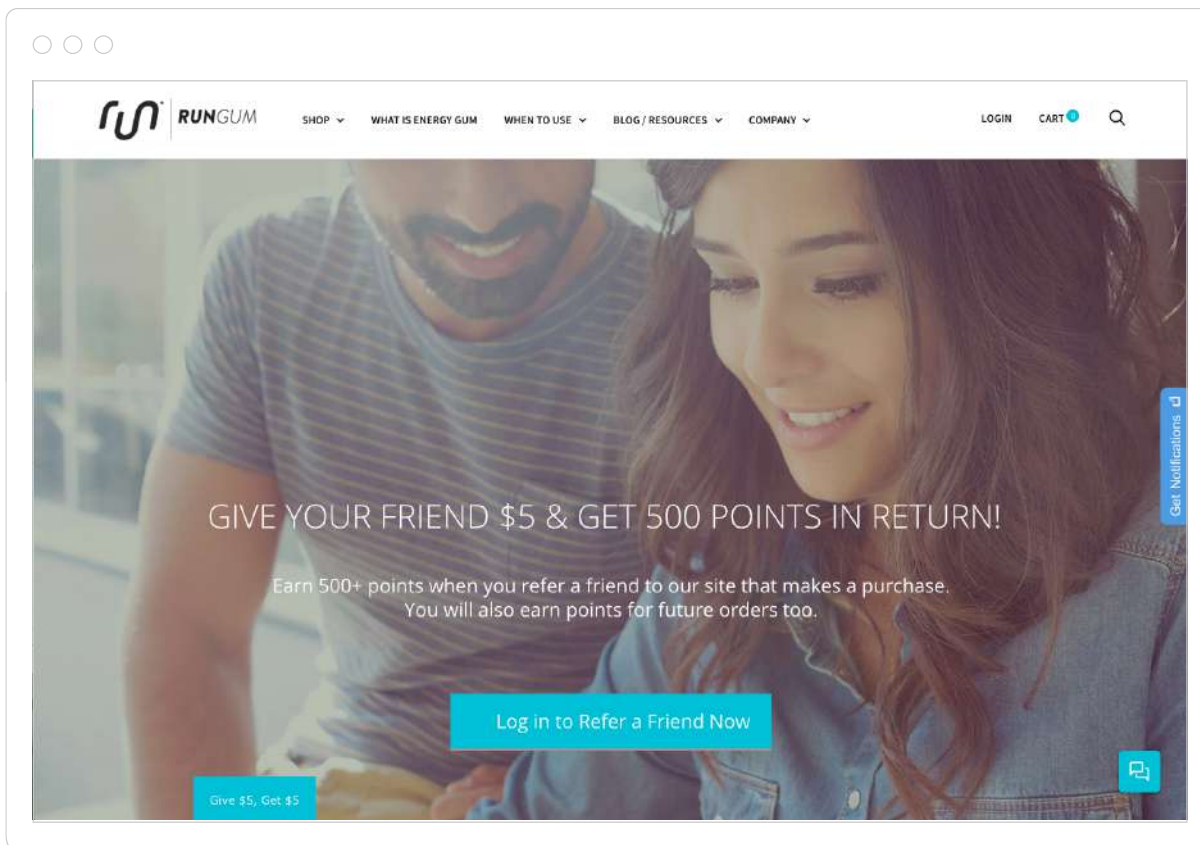 run RUNGUM SHOP WHAT IS ENERGY GUM WHEN TO USE BLOG / RESOURCES COMPANY LOGIN CART 0
Get Notifications
GIVE YOUR FRIEND $5 & GET 500 POINTS IN RETURN!
Earn 500+ points when you refer a friend to our site that makes a purchase.
You will also earn points for future orders too.
Log in to Refer a Friend Now
Give $5, Get $5